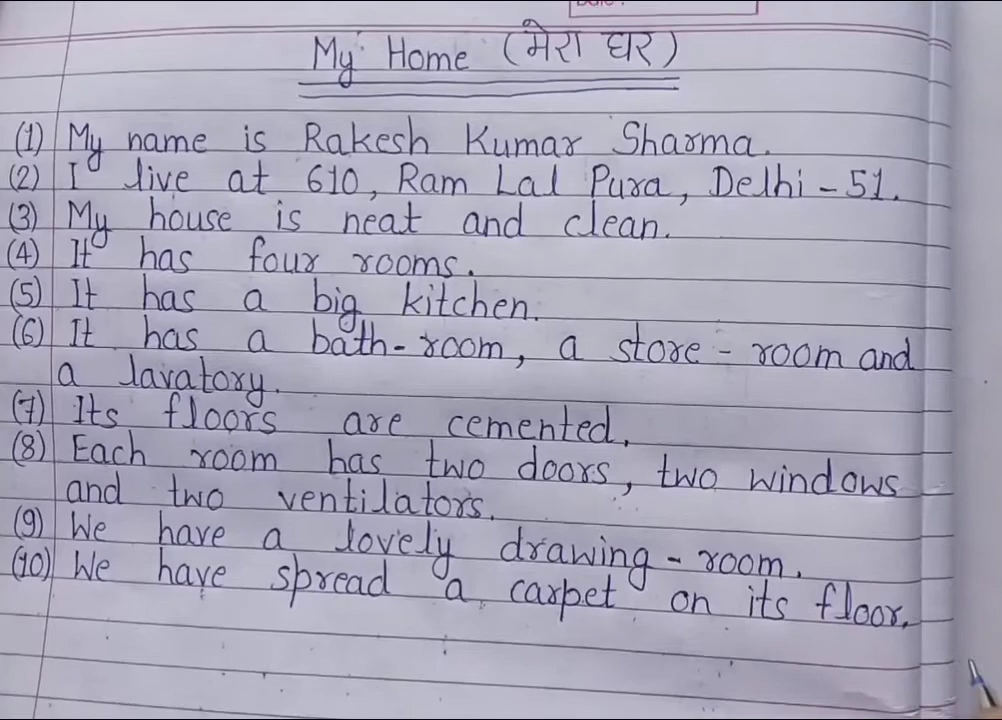 My Home (मेरा घर)
(1) My name is Rakesh Kumar Sharma.
(2) I live at 610, Ram Lal Pura, Delhi - 51.
(3) My house is neat and clean.
(4) It has four rooms.
(5) It has a big kitchen.
(6) It has a bath-room, a store-room and
a lavatory.
(7) Its floors are cemented.
(8) Each room has two doors, two windows
and two ventilators.
(9) We have a lovely drawing-room.
(10) We have spread a carpet on its floor.